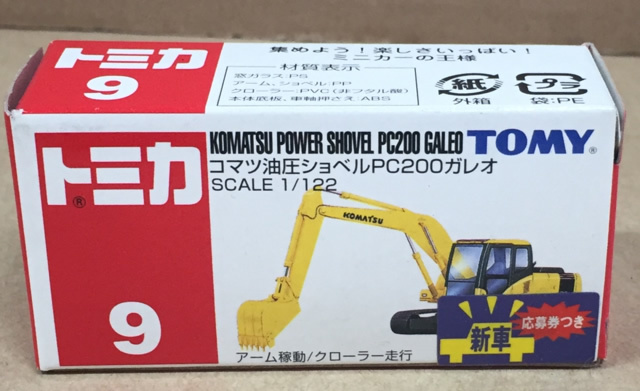 トミカ
9
集めよう!楽しさいっぱい!
ミニカーの王様
材質表示
窓ガラス:PS
アーム、ショベル:PP
クローラー:PVC(非フタル酸)
本体底板、車軸押さえ:ABS
紙
外箱
プラ
袋:PE
トミカ®
9
KOMATSU POWER SHOVEL PC200 GALEO TOMY®
コマツ油圧ショベルPC200ガレオ
SCALE 1/122
KOMATSU
アーム稼動/クローラー走行
新車
応募券つき